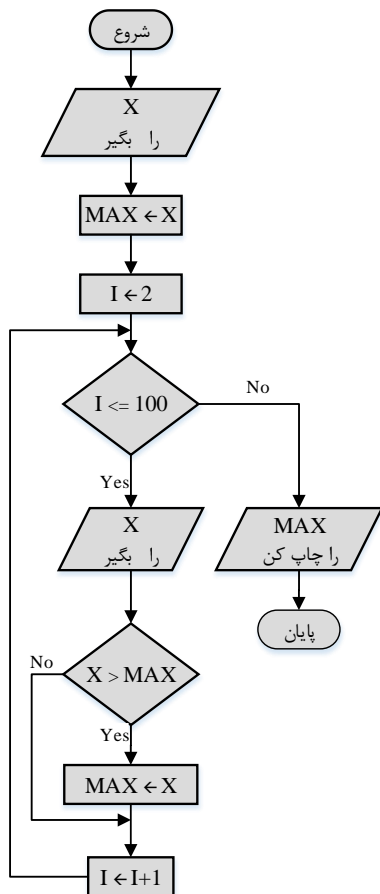 شروع
X
را بگیر
MAX ← X
I ← 2
I <= 100
No
Yes
X
را بگیر
MAX
را چاپ کن
پایان
No
X > MAX
Yes
MAX ← X
I ← I+1